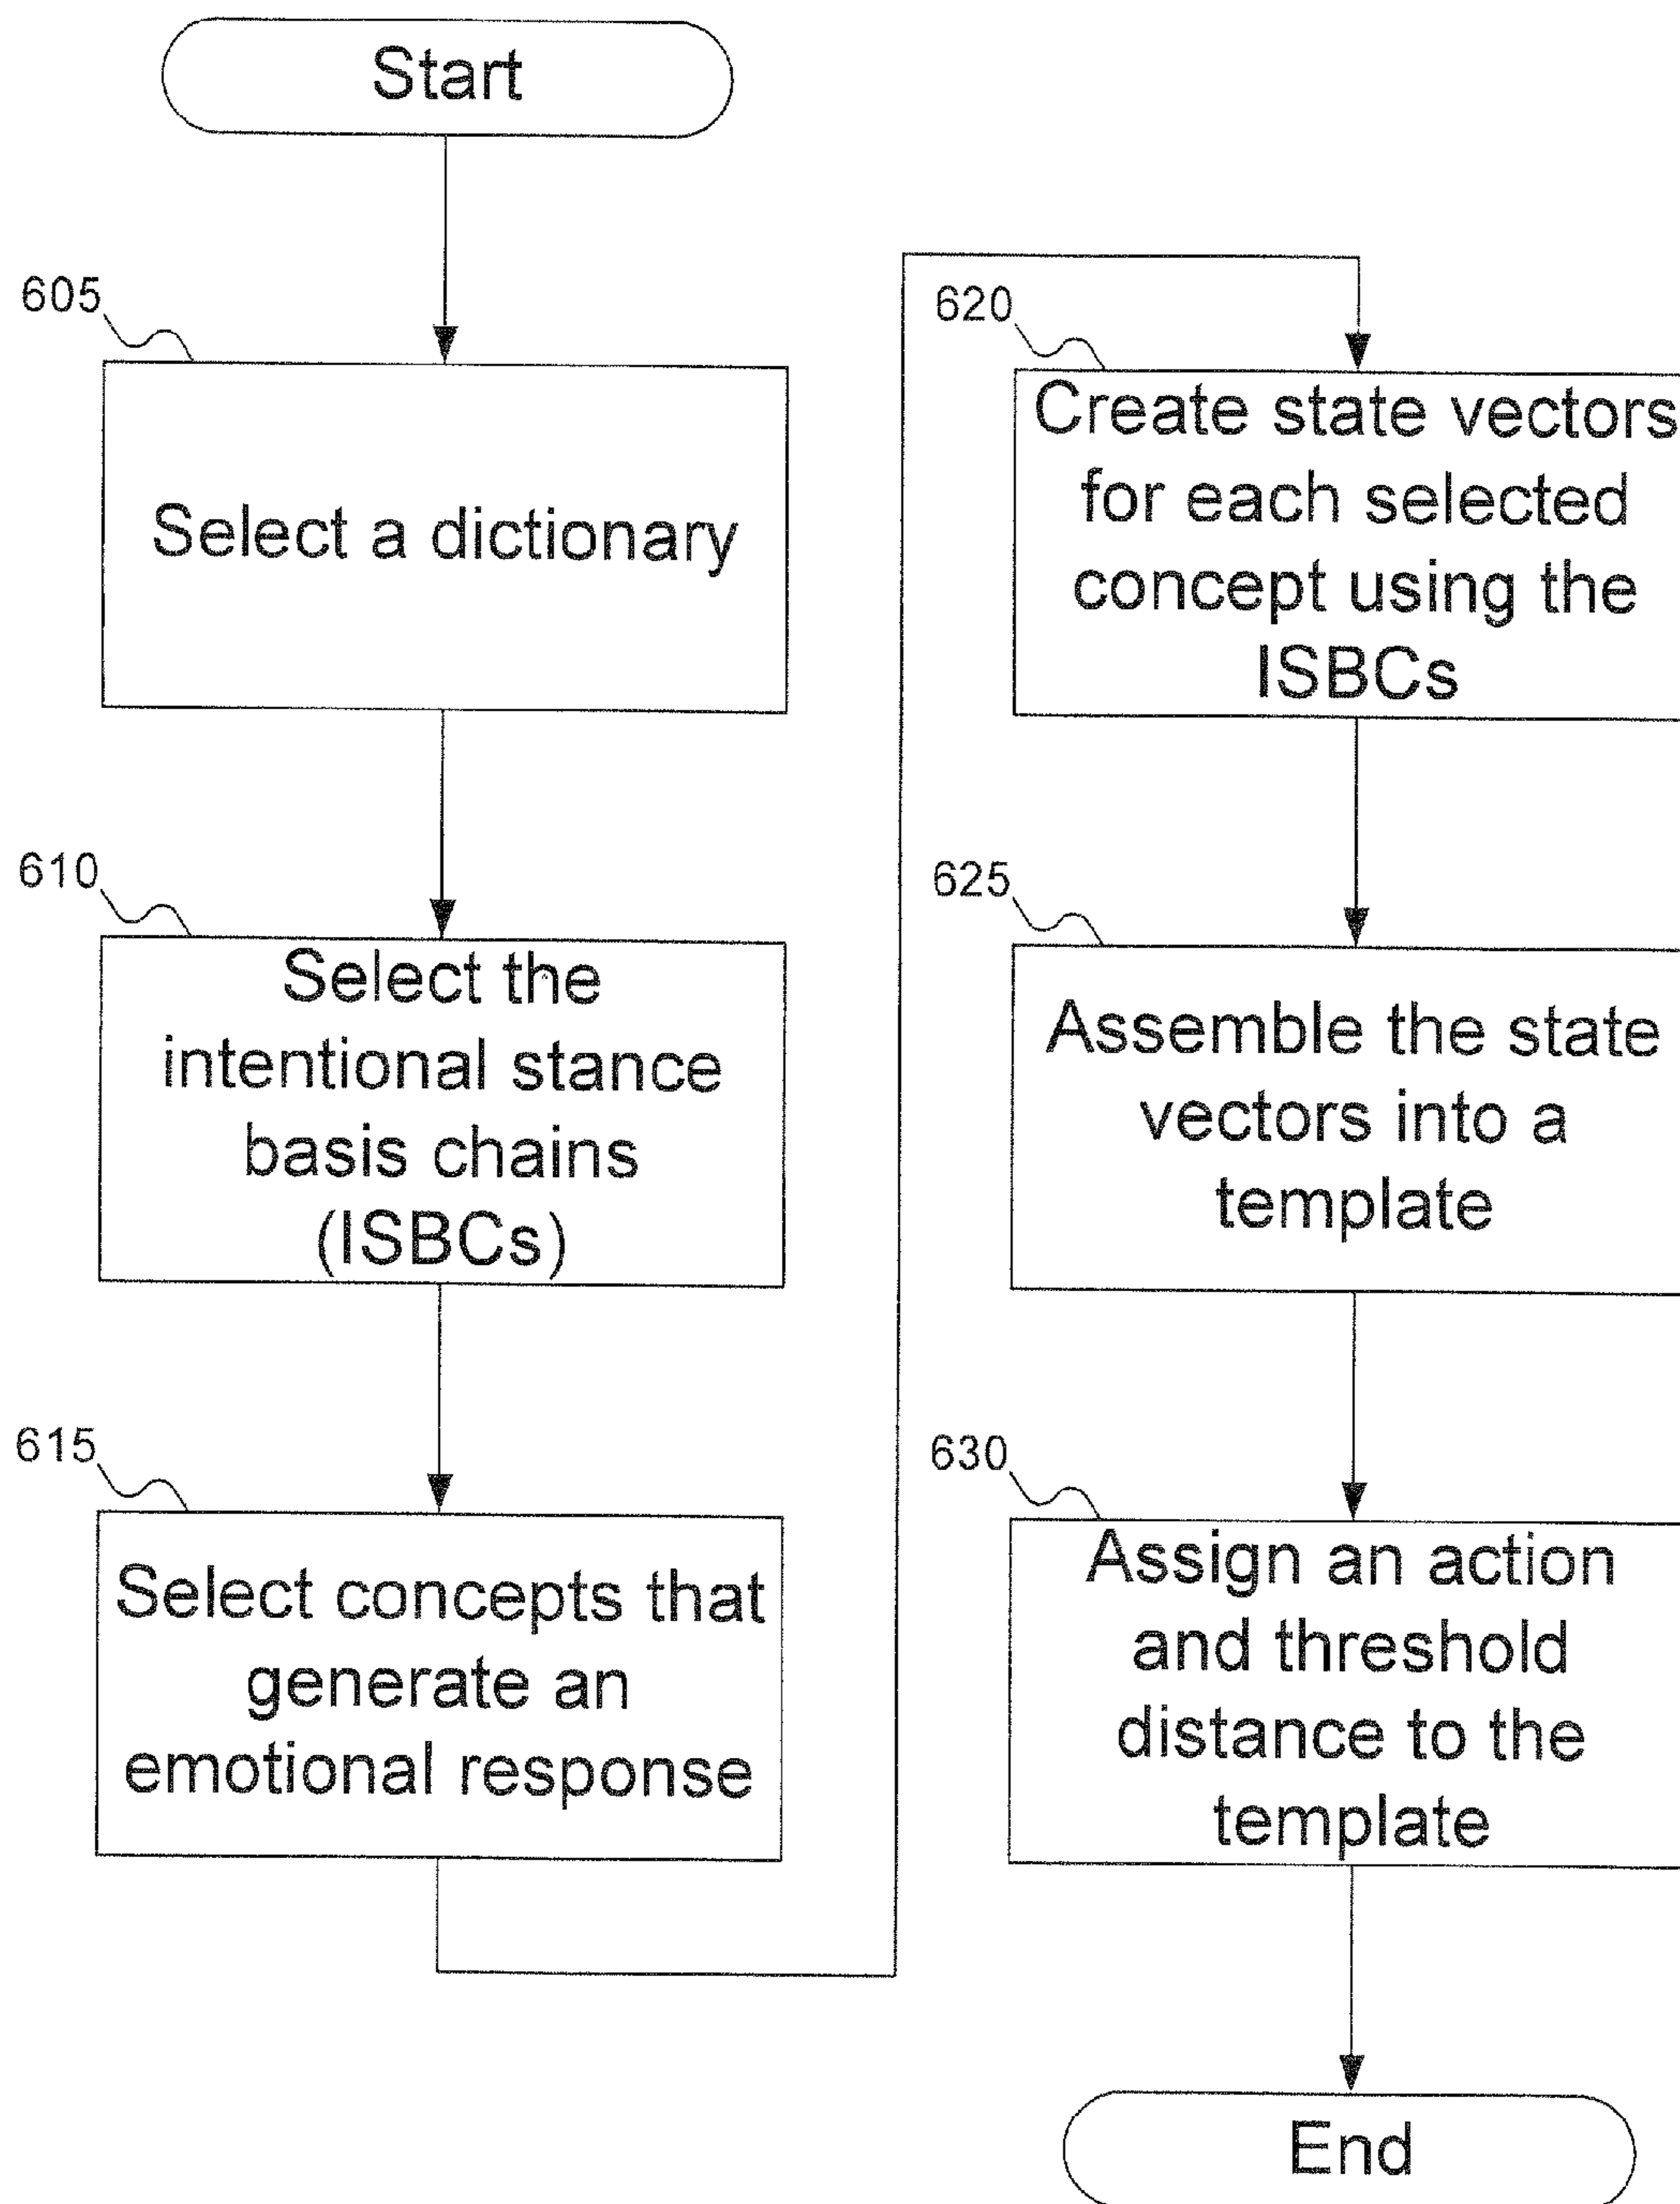 Start
605
Select a dictionary
610
Select the
intentional stance
basis chains
(ISBCs)
615
Select concepts that
generate an
emotional response
620
Create state vectors
for each selected
concept using the
ISBCs
625
Assemble the state
vectors into a
template
630
Assign an action
and threshold
distance to the
template
End